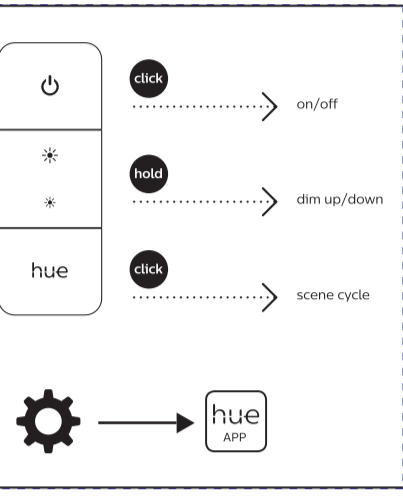 click
on/off
hold
dim up/down
hue
click
scene cycle
hue
APP